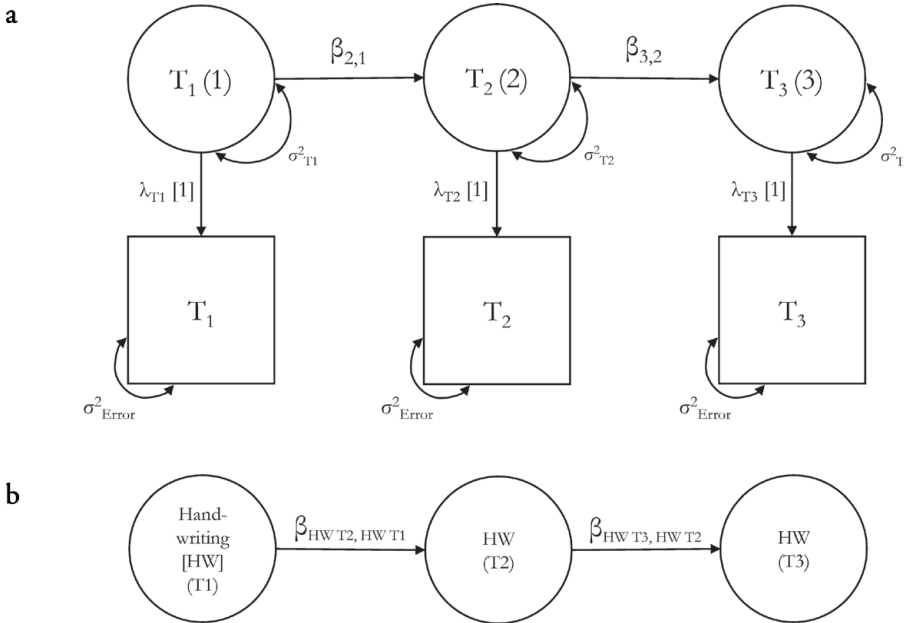 a
β2,1
β3,2
T1 (1)
T2 (2)
T3 (3)
σ²T1
σ²T2
σ²T
λT1 [1]
λT2 [1]
λT3 [1]
T1
T2
T3
σ²Error
σ²Error
σ²Error
b
Hand-
writing
[HW]
(T1)
βHW T2, HW T1
HW
(T2)
βHW T3, HW T2
HW
(T3)